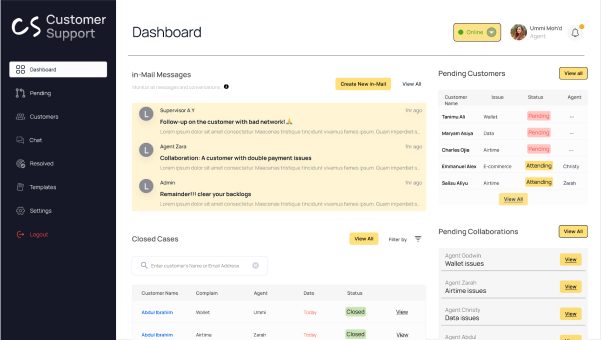 CS Customer
Support
Dashboard
Pending
Customers
Chat
Resolved
Templates
Settings
Logout
Dashboard
Online
Ummi Moh'd
Agent
In-Mail Messages
Monitor all messages and conversations
Create New In-Mail
View All
Supervisor A.Y
1hr ago
Follow-up on the customer with bad network! 🙏
Lorem ipsum dolor sit amet consectetur. Maecenas tristique tincidunt vivamus fames ipsum. Quam imperdiet s...
Agent Zara
1hr ago
Collaboration: A customer with double payment issues
Lorem ipsum dolor sit amet consectetur. Maecenas tristique tincidunt vivamus fames ipsum. Quam imperdiet s...
Admin
1hr ago
Remainder!!! clear your backlogs
Lorem ipsum dolor sit amet consectetur. Maecenas tristique tincidunt vivamus fames ipsum. Quam imperdiet s...
Closed Cases
View All
Filter by
Enter customer's Name or Email Address
Customer Name Complain Agent Date Status
Abdul Ibrahim Wallet Ummi Today Closed View
Abdul Ibrahim Airtime Zarah Today Closed View
Pending Customers
View all
Customer Name Issue Status Agent
Tanimu Ali Wallet Pending ---
Maryam Asuya Data Pending ---
Charles Ojie Airtime Pending ---
Emmanuel Alex E-commerce Attending Christy
Salisu Aliyu Airtime Attending Zarah
View All
Pending Collaborations
View All
Agent Godwin
Wallet issues
View
Agent Zarah
Airtime issues
View
Agent Christy
Data issues
View
Agent Abdul
View